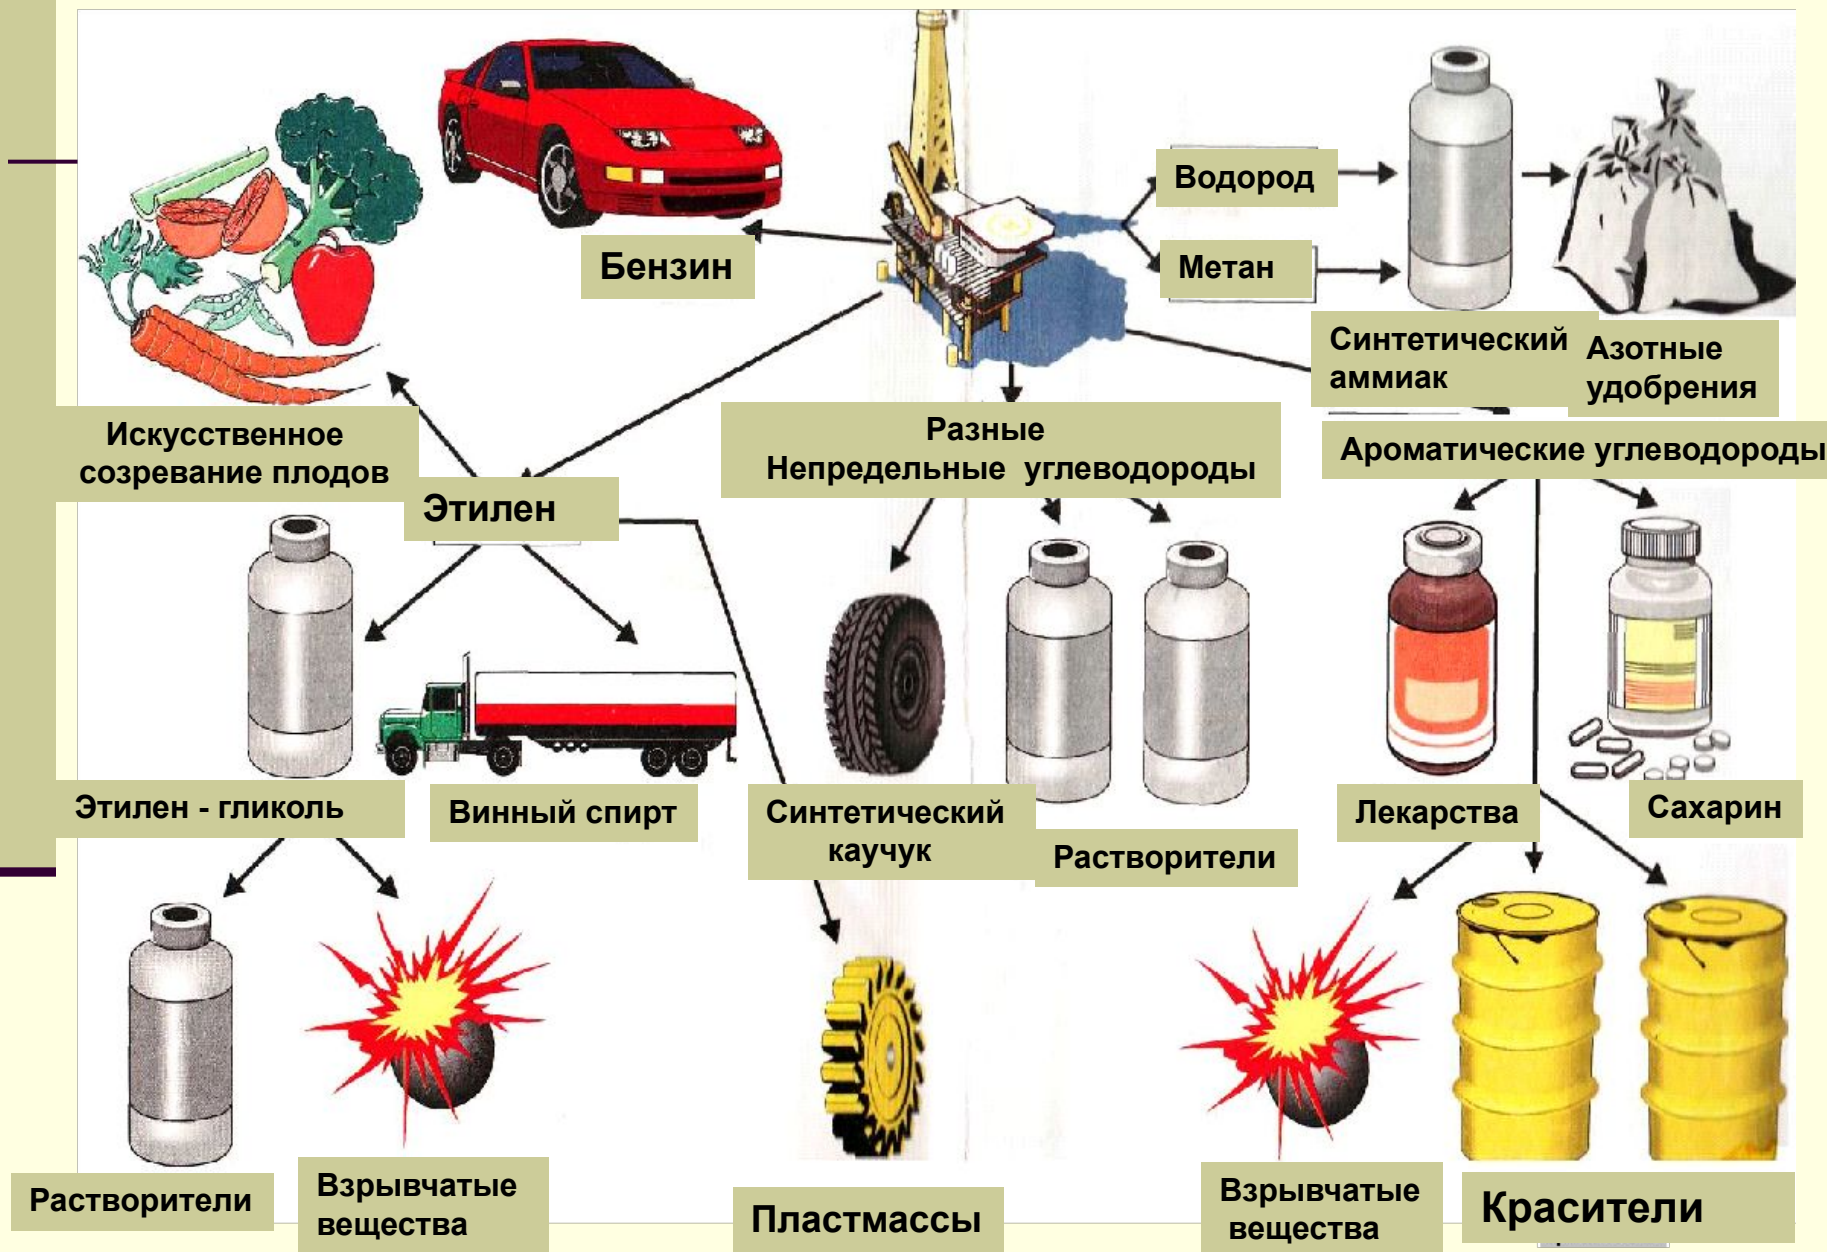 Водород
Бензин
Метан
Синтетический
аммиак
Азотные
удобрения
Искусственное
созревание плодов
Разные
Непредельные углеводороды
Ароматические углеводороды
Этилен
Этилен - гликоль
Винный спирт
Синтетический
каучук
Растворители
Лекарства
Сахарин
Растворители
Взрывчатые
вещества
Пластмассы
Взрывчатые
вещества
Красители